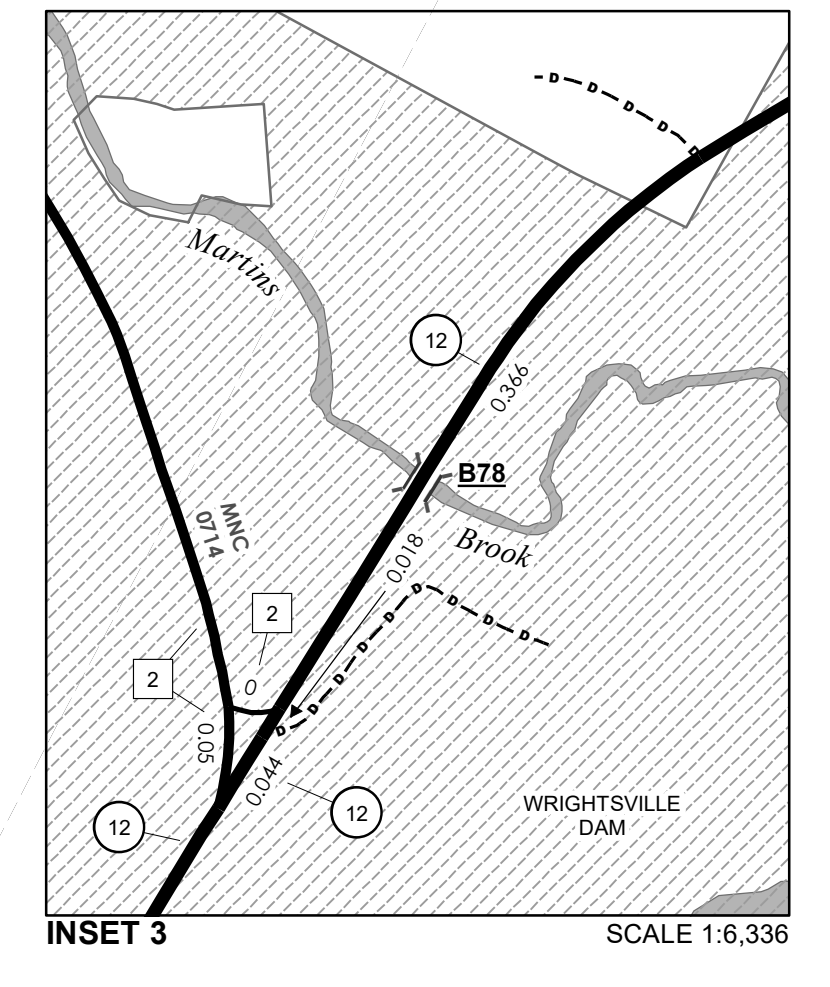 D D D D D
Martins
12
0.366
B78
MNC
0714
Brook
0.018
D D D D D D D D
2
2
0
0.05
D
0.044
12
12
WRIGHTSVILLE
DAM
INSET 3
SCALE 1:6,336